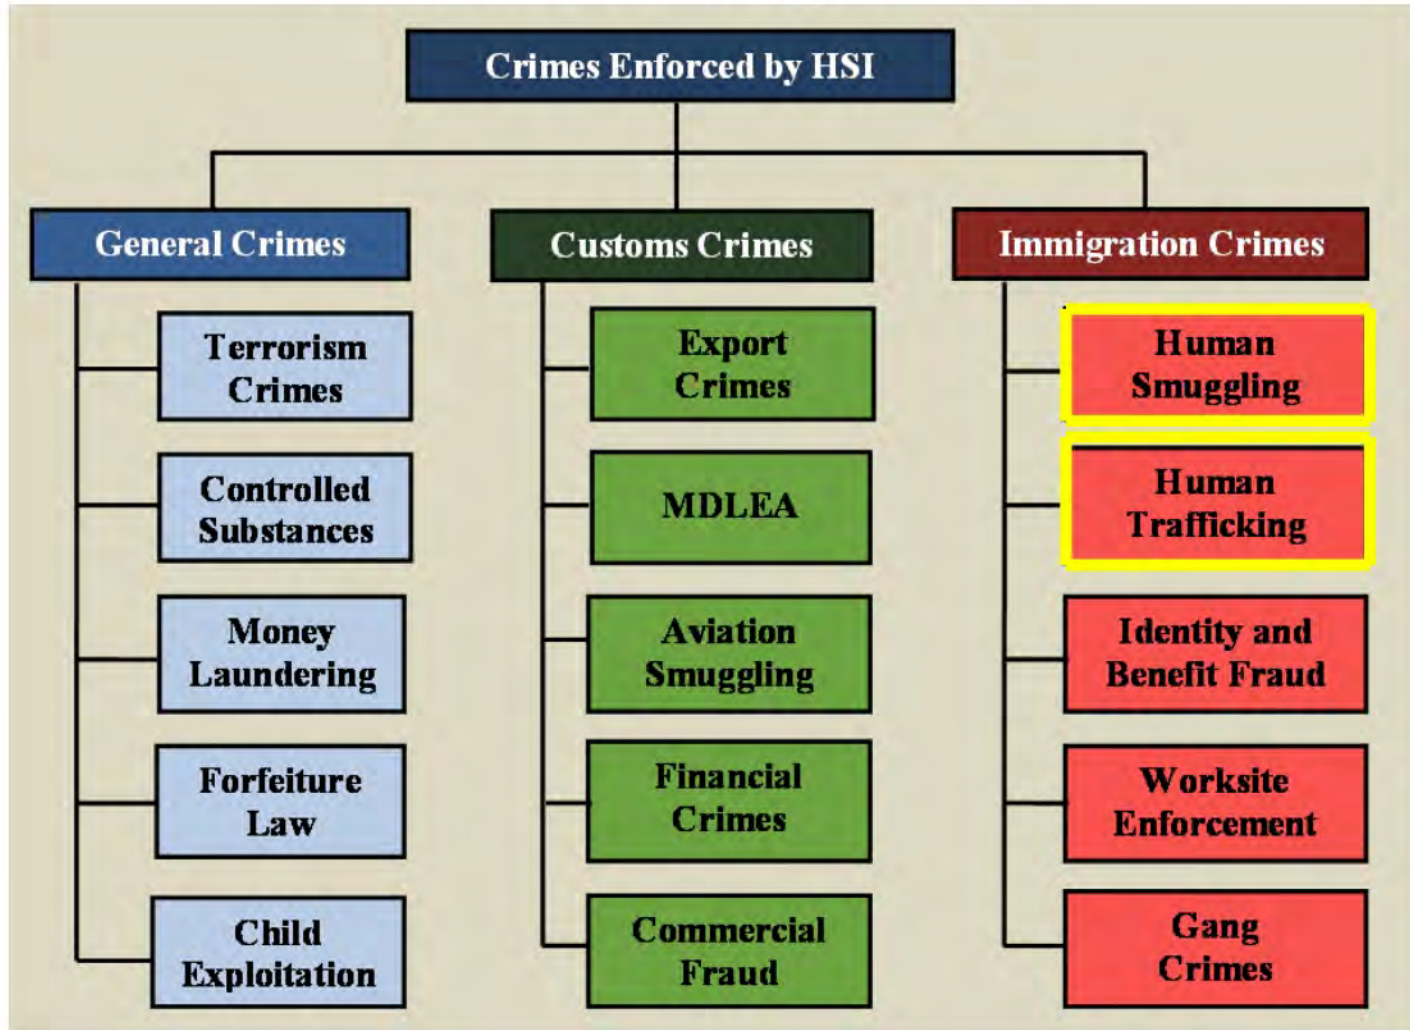 Crimes Enforced by HSI
General Crimes
Terrorism
Crimes
Controlled
Substances
Money
Laundering
Forfeiture
Law
Child
Exploitation
Customs Crimes
Export
Crimes
MDLEA
Aviation
Smuggling
Financial
Crimes
Commercial
Fraud
Immigration Crimes
Human
Smuggling
Human
Trafficking
Identity and
Benefit Fraud
Worksite
Enforcement
Gang
Crimes